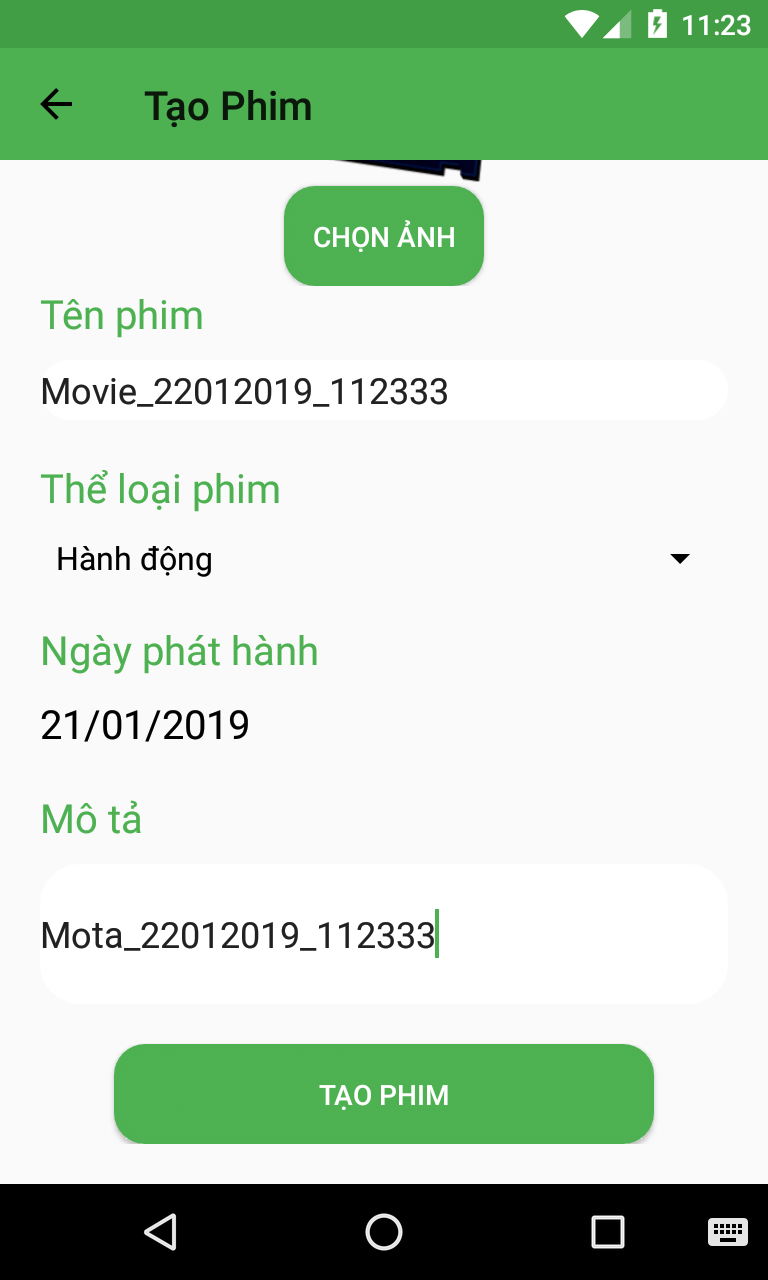 11:23
Tạo Phim
CHỌN ẢNH
Tên phim
Movie_22012019_112333
Thể loại phim
Hành động
Ngày phát hành
21/01/2019
Mô tả
Mota_22012019_112333
TẠO PHIM